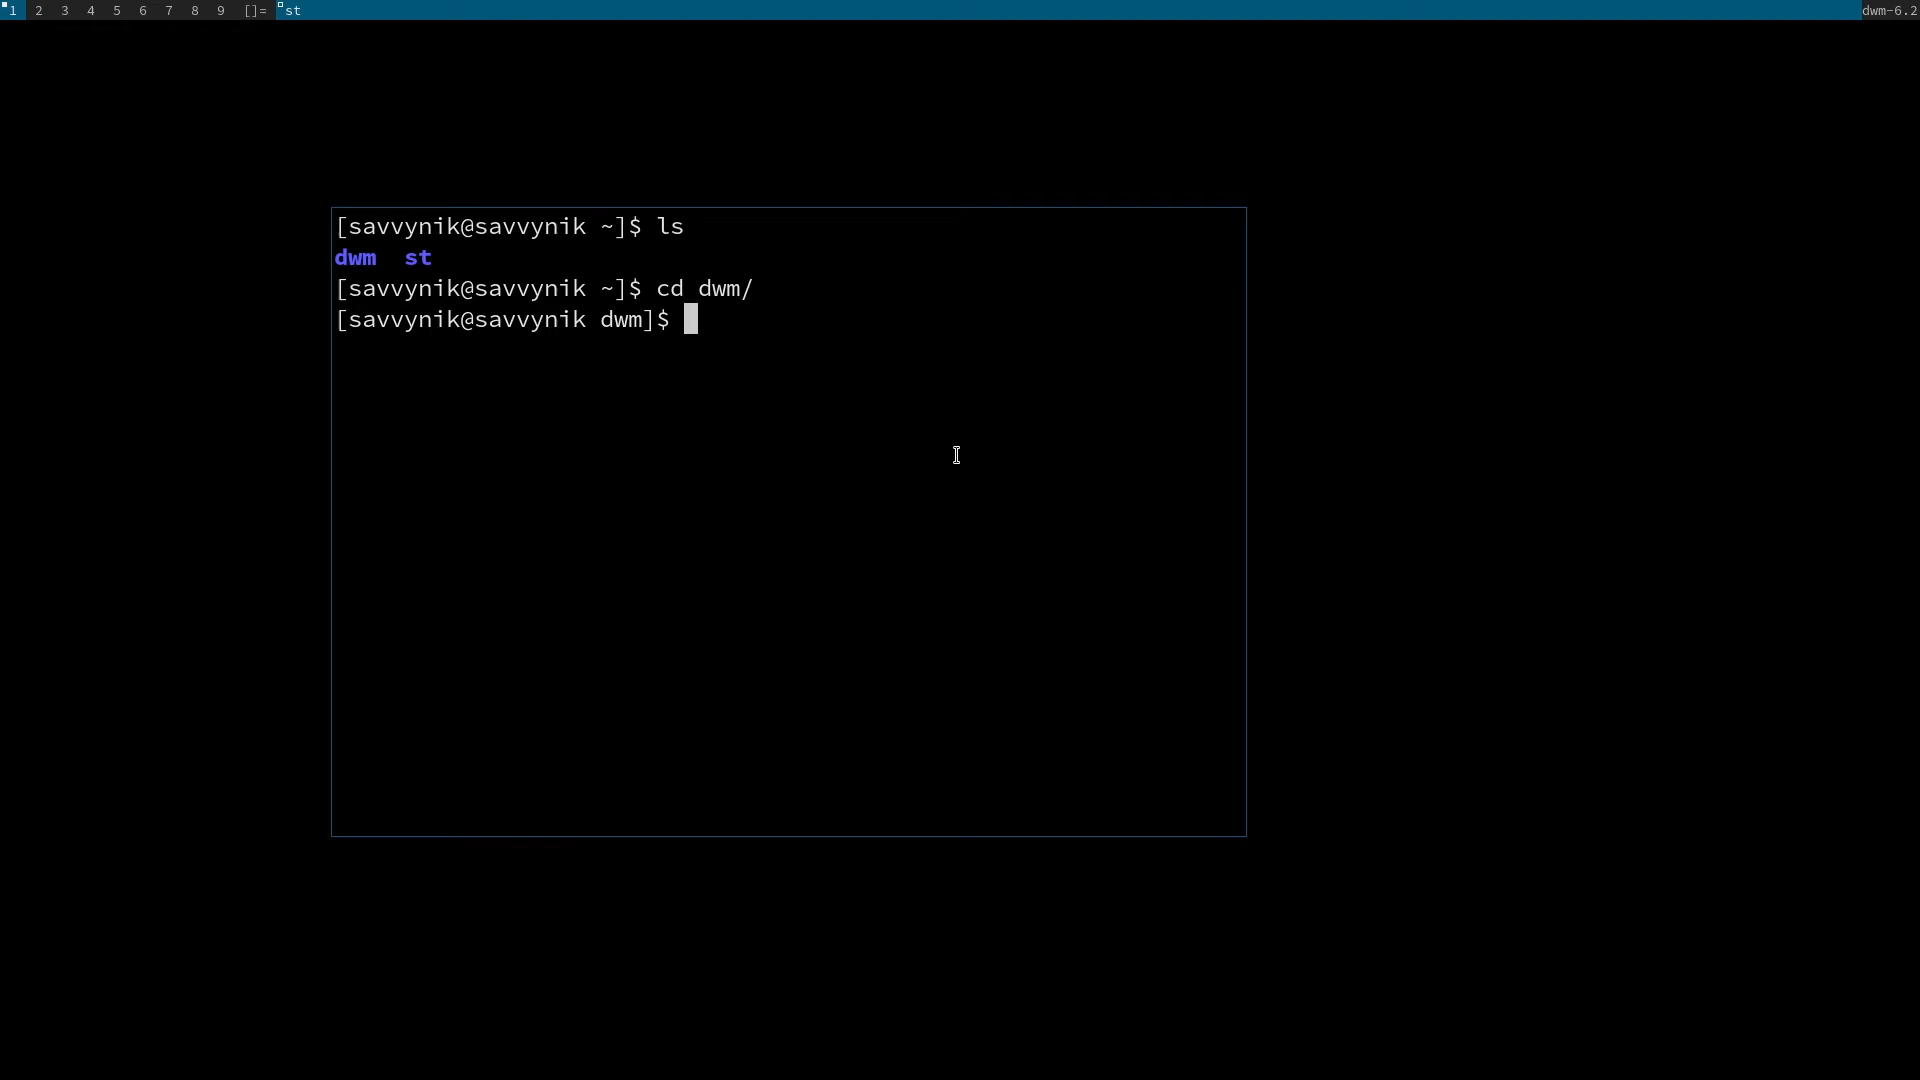 1 2 3 4 5 6 7 8 9 []= st dwm-6.2
[savvynik@savvynik ~]$ ls
dwm  st
[savvynik@savvynik ~]$ cd dwm/
[savvynik@savvynik dwm]$